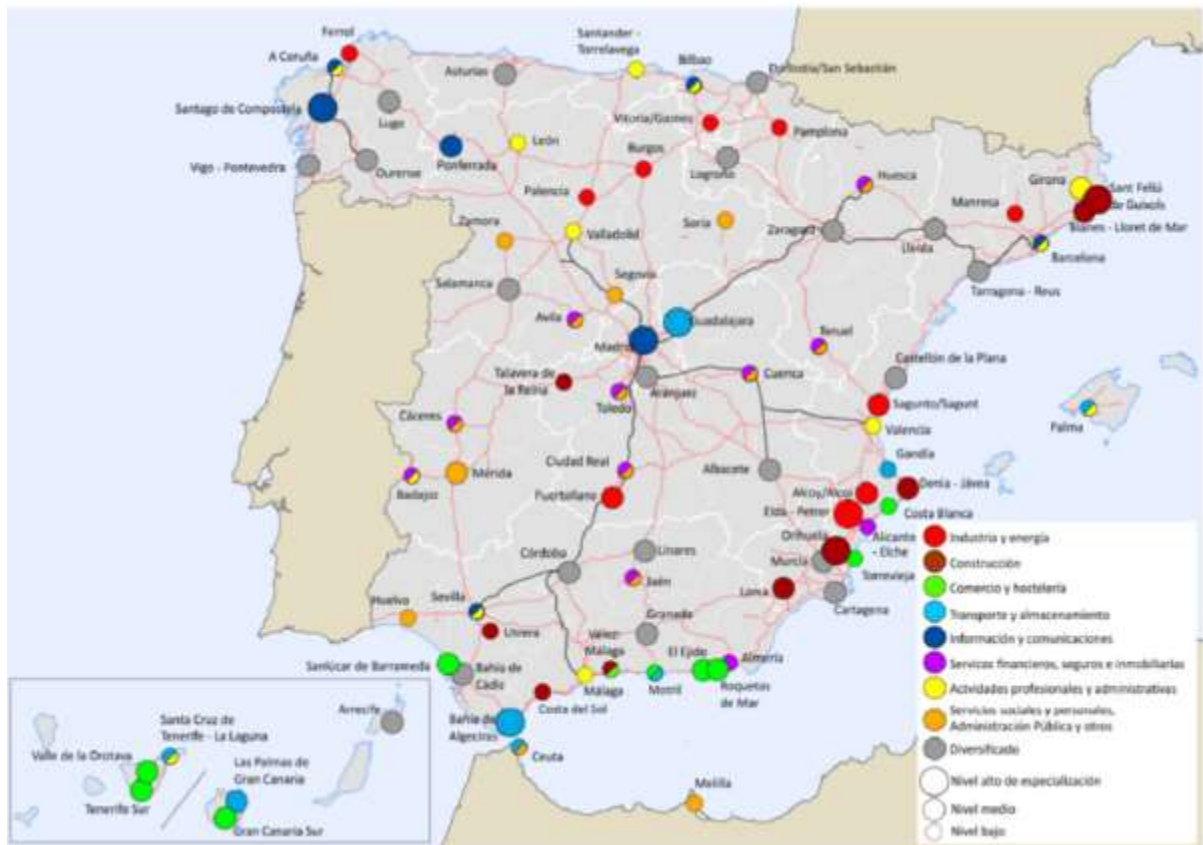 Ferrol
A Coruña
Santiago de Compostela
Lugo
Asturias
Santander -
Torrelavega
Bilbao
Donostia/San Sebastián
Vitoria/Gasteiz
Pamplona
Vigo - Pontevedra
Ourense
Ponferrada
León
Burgos
Logroño
Palencia
Huesca
Girona
Sant Feliú
de Guixols
Manresa
Blanes - Lloret de Mar
Zamora
Valladolid
Soria
Zaragoza
Lleida
Barcelona
Tarragona - Reus
Salamanca
Segovia
Ávila
Guadalajara
Madrid
Teruel
Castellón de la Plana
Talavera de
la Reina
Toledo
Aranjuez
Cuenca
Sagunto/Sagunt
Valencia
Palma
Cáceres
Mérida
Badajoz
Ciudad Real
Puertollano
Albacete
Gandía
Alcoy/Alcoi
Denia - Jávea
Elda - Petrer
Costa Blanca
Orihuela
Alicante
- Elche
Murcia
Torrevieja
Cartagena
Lorca
Córdoba
Linares
Jaén
Granada
Huelva
Sevilla
Utrera
Vélez-
Málaga
El Ejido
Almería
Sanlúcar de Barrameda
Bahía de
Cádiz
Málaga
Motril
Roquetas
de Mar
Costa del Sol
Bahía de
Algeciras
Ceuta
Melilla
Arrecife
Santa Cruz de
Tenerife - La Laguna
Valle de la Orotava
Las Palmas de
Gran Canaria
Tenerife Sur
Gran Canaria Sur
Industria y energía
Construcción
Comercio y hostelería
Transporte y almacenamiento
Información y comunicaciones
Servicios financieros, seguros e inmobiliarias
Actividades profesionales y administrativas
Servicios sociales y personales,
Administración Pública y otros
Diversificado
Nivel alto de especialización
Nivel medio
Nivel bajo